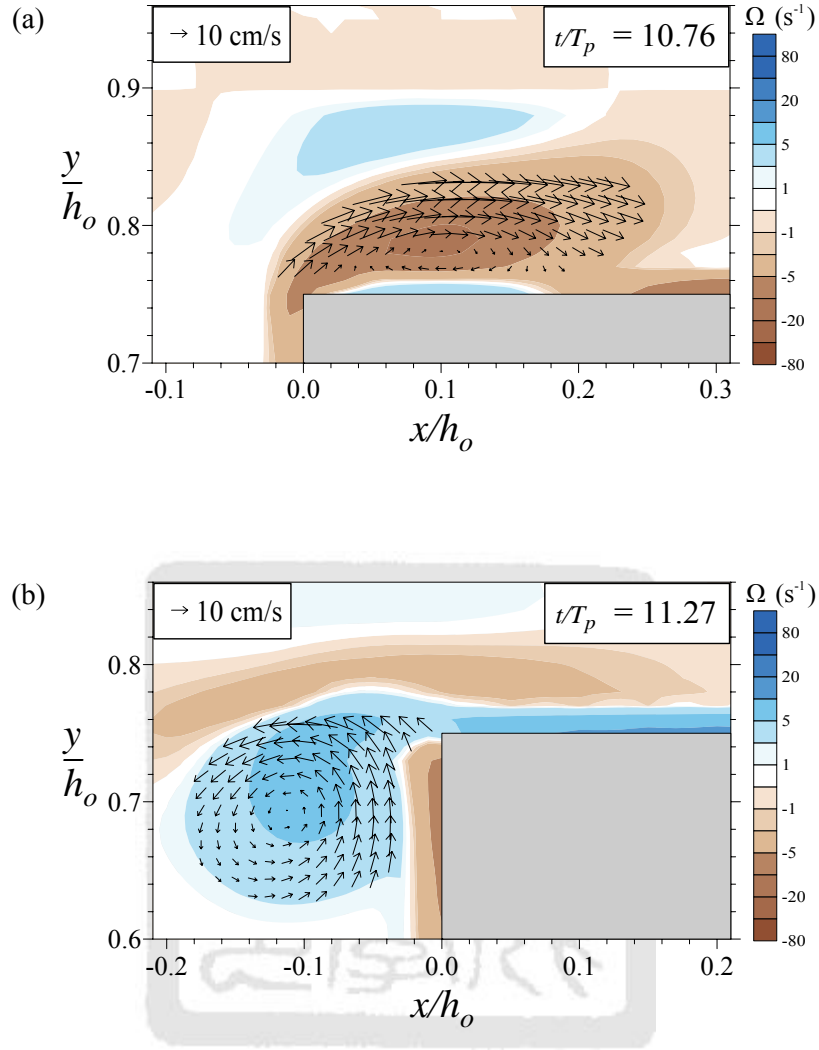 (a)
→ 10 cm/s
t/Tp = 10.76
Ω (s⁻¹)
80
20
5
1
-1
-5
-20
-80
y/ho
0.9
0.8
0.7
-0.1 0.0 0.1 0.2 0.3
x/ho
(b)
→ 10 cm/s
t/Tp = 11.27
Ω (s⁻¹)
80
20
5
1
-1
-5
-20
-80
y/ho
0.8
0.7
0.6
-0.2 -0.1 0.0 0.1 0.2
x/ho